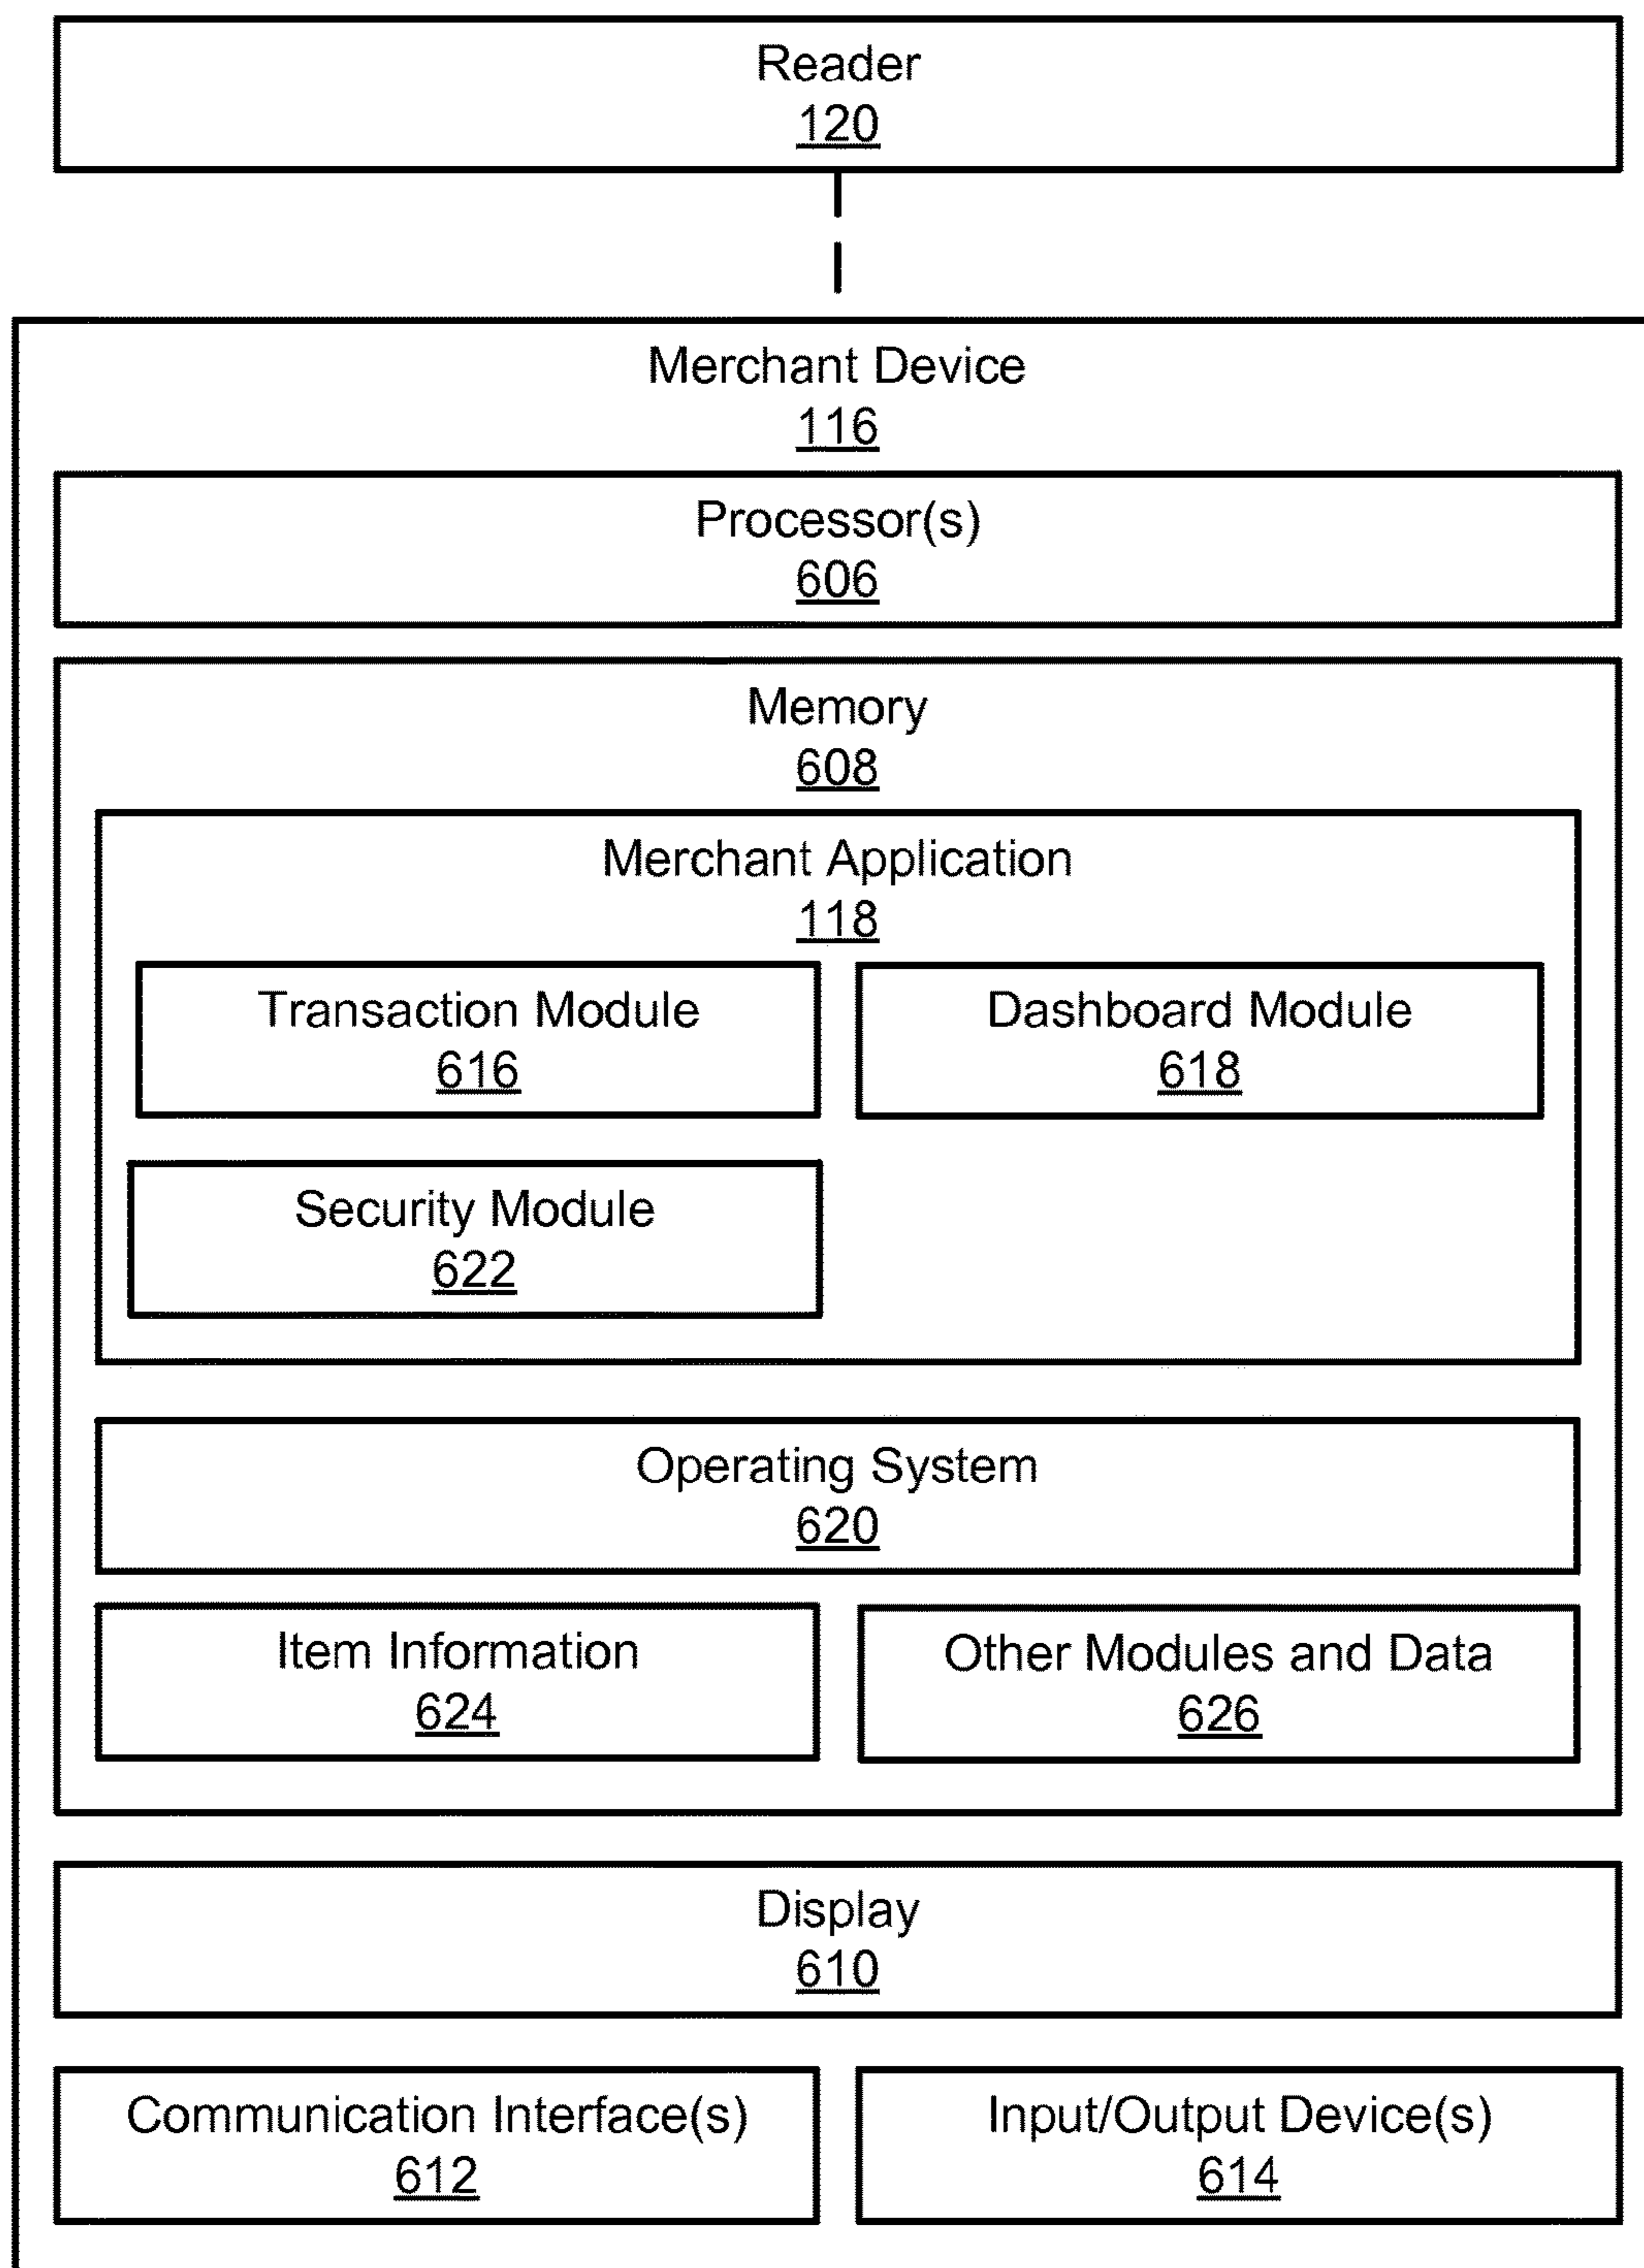 Reader
120
Merchant Device
116
Processor(s)
606
Memory
608
Merchant Application
118
Transaction Module
616
Dashboard Module
618
Security Module
622
Operating System
620
Item Information
624
Other Modules and Data
626
Display
610
Communication Interface(s)
612
Input/Output Device(s)
614